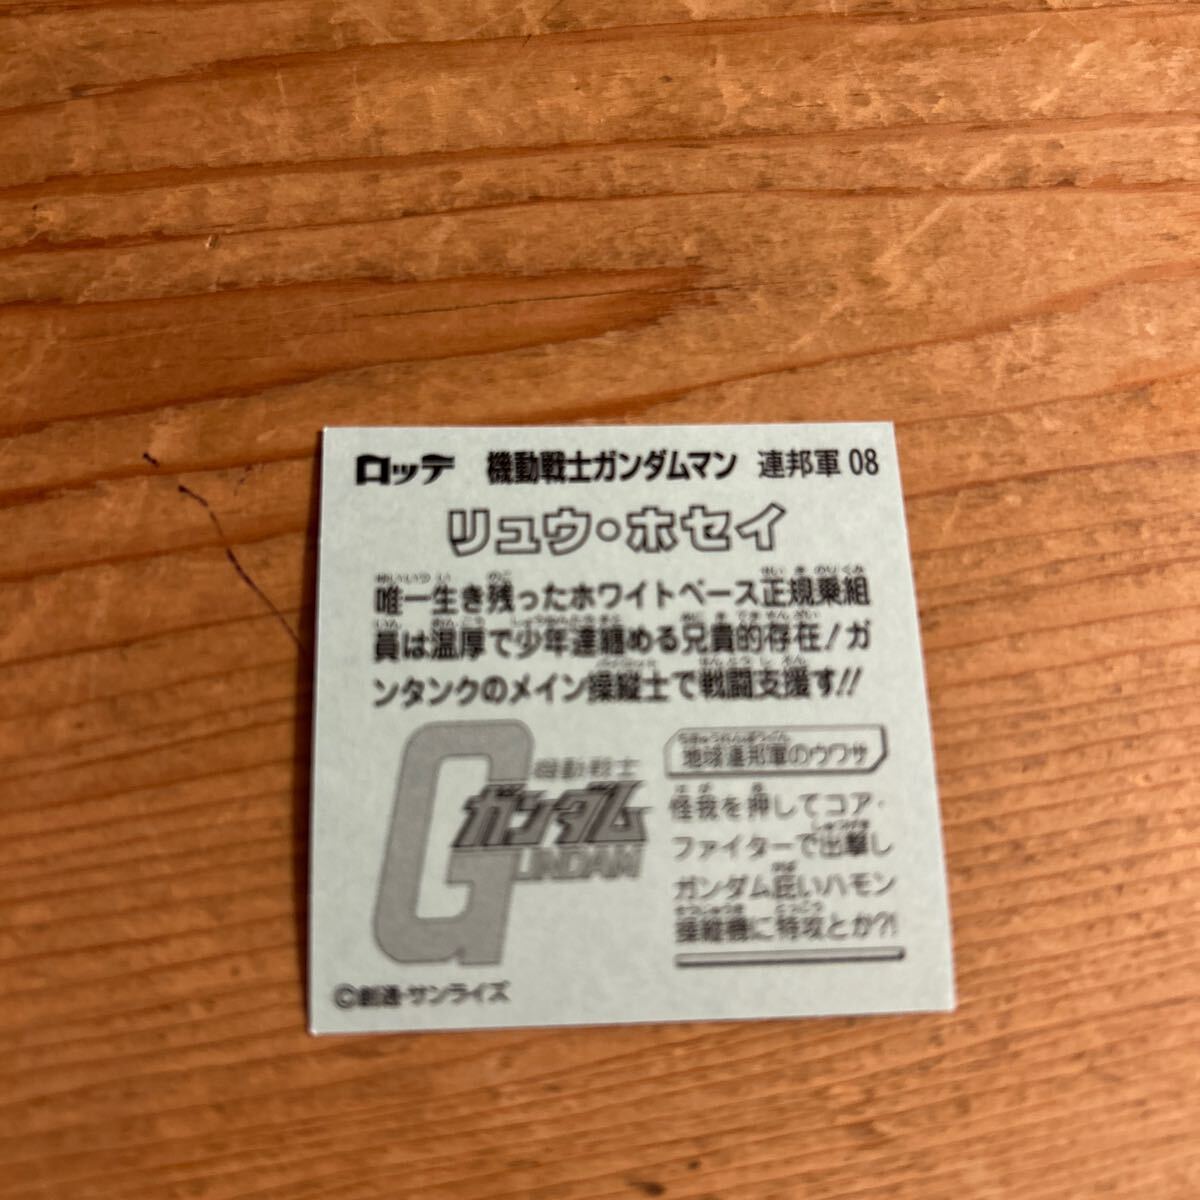 ロッテ 機動戦士ガンダムマン 連邦軍 08
リュウ・ホセイ
唯一生き残ったホワイトベース正規乗組
員は温厚で少年達纏める兄貴的存在!ガ
ンタンクのメイン操縦士で戦闘支援す!!
機動戦士
ガンダム
GUNDAM
地球連邦軍のウワサ
怪我を押してコア・
ファイターで出撃し
ガンダム庇いハモン
操縦機に特攻とか?!
©創通・サンライズ